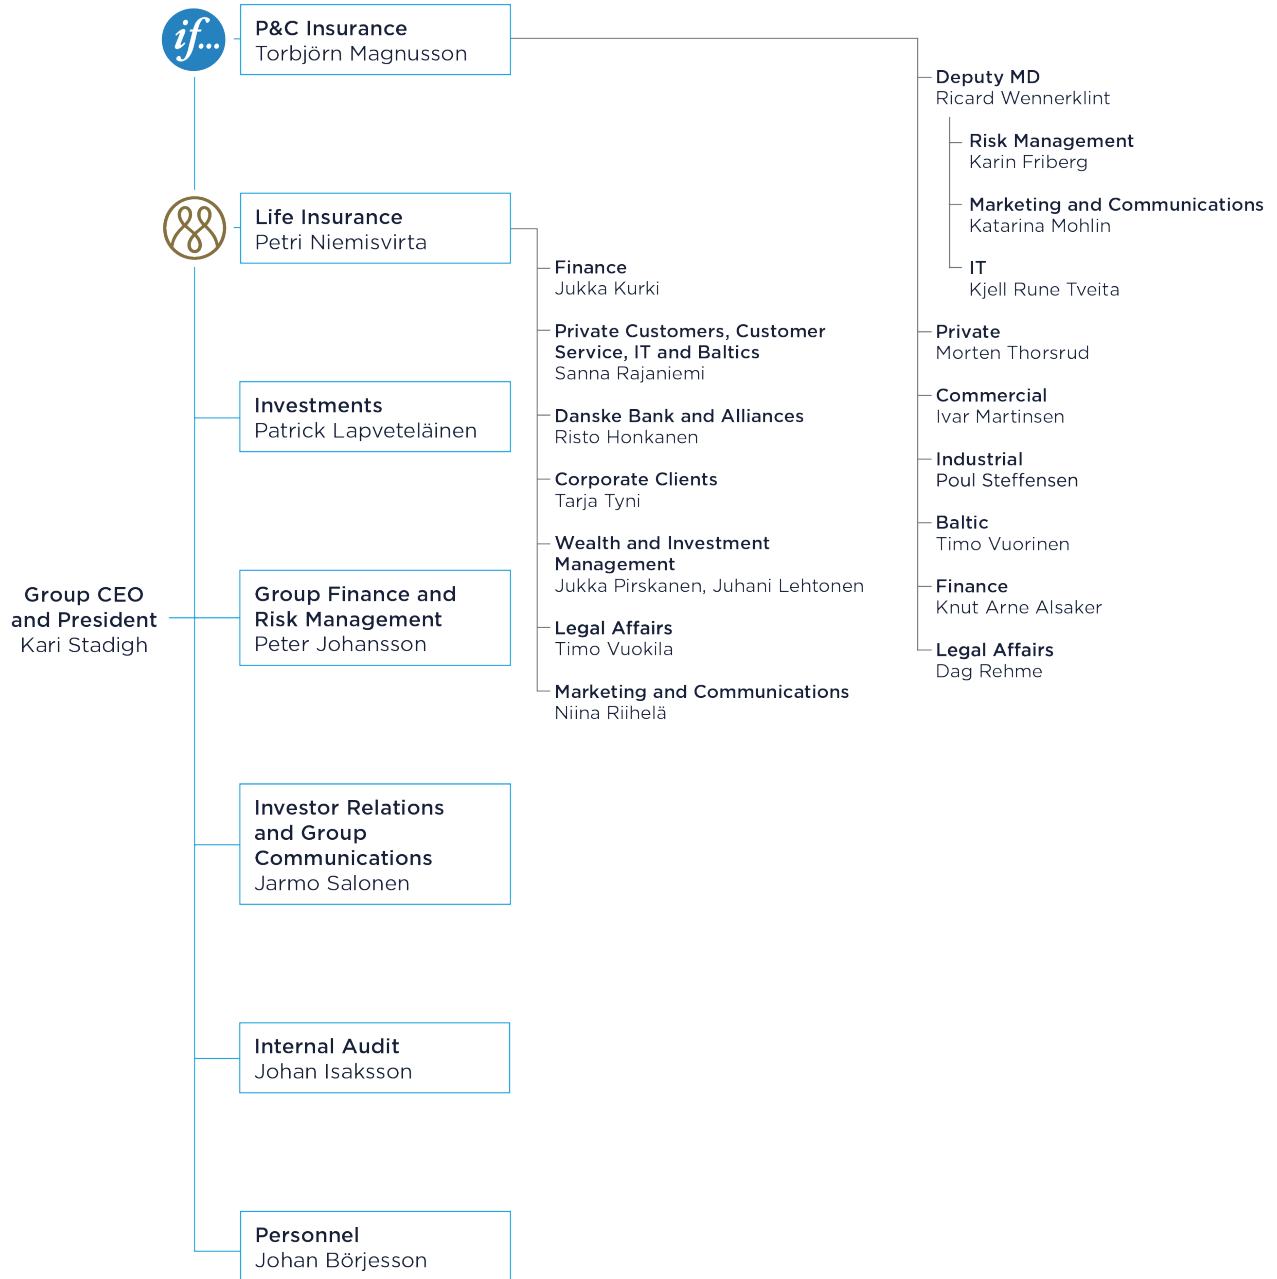 if...
P&C Insurance
Torbjörn Magnusson
Deputy MD
Ricard Wennerklint
Risk Management
Karin Friberg
Marketing and Communications
Katarina Mohlin
IT
Kjell Rune Tveita
Private
Morten Thorsrud
Commercial
Ivar Martinsen
Industrial
Poul Steffensen
Baltic
Timo Vuorinen
Finance
Knut Arne Alsaker
Legal Affairs
Dag Rehme
Life Insurance
Petri Niemisvirta
Finance
Jukka Kurki
Private Customers, Customer
Service, IT and Baltics
Sanna Rajaniemi
Danske Bank and Alliances
Risto Honkanen
Corporate Clients
Tarja Tyni
Wealth and Investment
Management
Jukka Pirskanen, Juhani Lehtonen
Legal Affairs
Timo Vuokila
Marketing and Communications
Niina Riihelä
Investments
Patrick Lapveteläinen
Group CEO
and President
Kari Stadigh
Group Finance and
Risk Management
Peter Johansson
Investor Relations
and Group
Communications
Jarmo Salonen
Internal Audit
Johan Isaksson
Personnel
Johan Börjesson